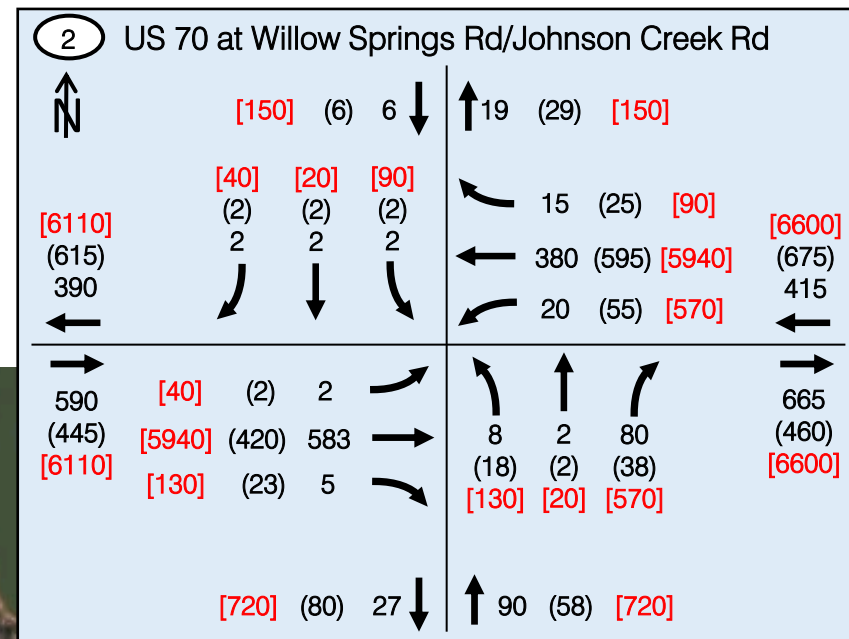 2 US 70 at Willow Springs Rd/Johnson Creek Rd
N
[150] (6) 6
19 (29) [150]
[40] [20] [90]
(2) (2) (2)
2 2 2
15 (25) [90]
380 (595) [5940]
20 (55) [570]
[6110]
(615)
390
[6600]
(675)
415
590
(445)
[6110]
[40] (2) 2
[5940] (420) 583
[130] (23) 5
8 2 80
(18) (2) (38)
[130] [20] [570]
665
(460)
[6600]
[720] (80) 27
90 (58) [720]